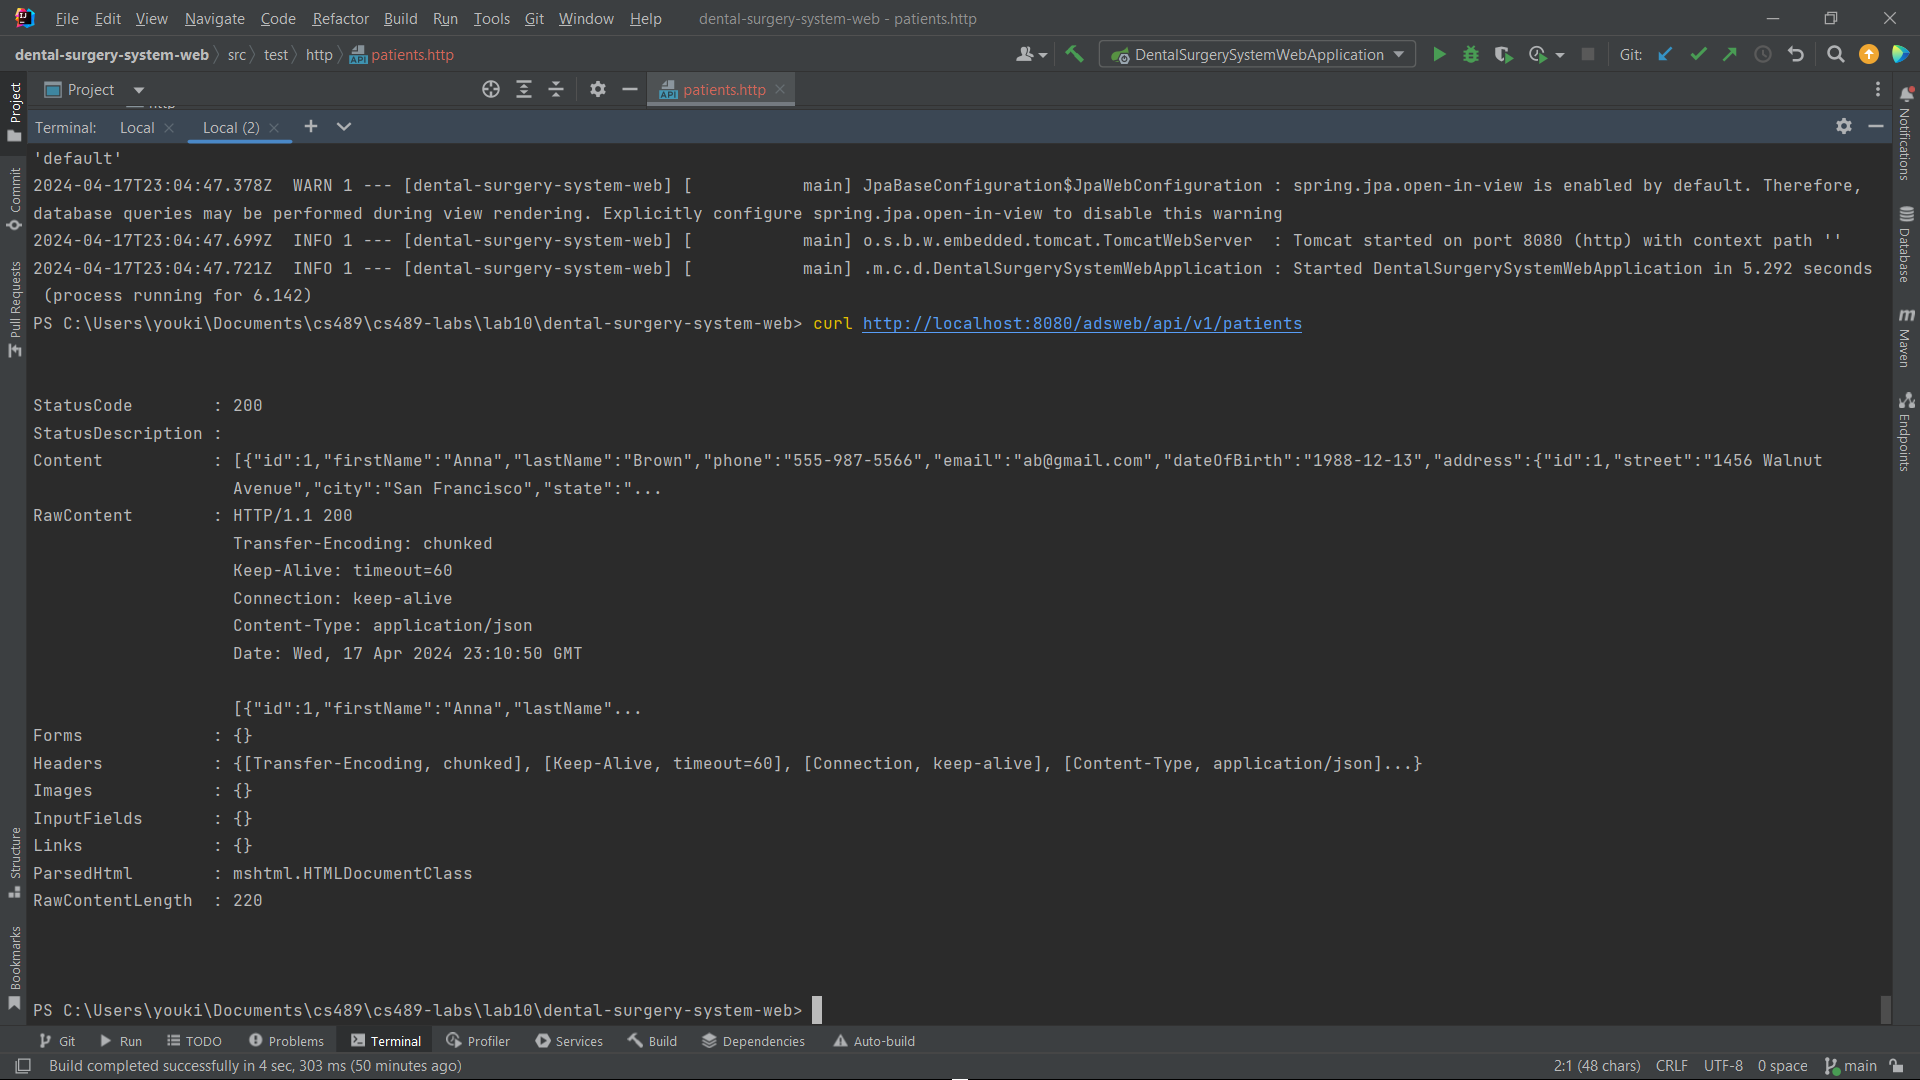 File Edit View Navigate Code Refactor Build Run Tools Git Window Help dental-surgery-system-web - patients.http
dental-surgery-system-web src test http patients.http DentalSurgerySystemWebApplication Git:
Project patients.http
Terminal: Local Local (2)
'default'
2024-04-17T23:04:47.378Z  WARN 1 --- [dental-surgery-system-web] [           main] JpaBaseConfiguration$JpaWebConfiguration : spring.jpa.open-in-view is enabled by default. Therefore,
database queries may be performed during view rendering. Explicitly configure spring.jpa.open-in-view to disable this warning
2024-04-17T23:04:47.699Z  INFO 1 --- [dental-surgery-system-web] [           main] o.s.b.w.embedded.tomcat.TomcatWebServer  : Tomcat started on port 8080 (http) with context path ''
2024-04-17T23:04:47.721Z  INFO 1 --- [dental-surgery-system-web] [           main] .m.c.d.DentalSurgerySystemWebApplication : Started DentalSurgerySystemWebApplication in 5.292 seconds
(process running for 6.142)
PS C:\Users\youki\Documents\cs489\cs489-labs\lab10\dental-surgery-system-web> curl http://localhost:8080/adsweb/api/v1/patients
StatusCode        : 200
StatusDescription :
Content           : [{"id":1,"firstName":"Anna","lastName":"Brown","phone":"555-987-5566","email":"ab@gmail.com","dateOfBirth":"1988-12-13","address":{"id":1,"street":"1456 Walnut
Avenue","city":"San Francisco","state":"...
RawContent        : HTTP/1.1 200
Transfer-Encoding: chunked
Keep-Alive: timeout=60
Connection: keep-alive
Content-Type: application/json
Date: Wed, 17 Apr 2024 23:10:50 GMT
[{"id":1,"firstName":"Anna","lastName"...
Forms             : {}
Headers           : {[Transfer-Encoding, chunked], [Keep-Alive, timeout=60], [Connection, keep-alive], [Content-Type, application/json]...}
Images            : {}
InputFields       : {}
Links             : {}
ParsedHtml        : mshtml.HTMLDocumentClass
RawContentLength  : 220
PS C:\Users\youki\Documents\cs489\cs489-labs\lab10\dental-surgery-system-web>
Project
Commit
Pull Requests
Structure
Bookmarks
Notifications
Database
Maven
Endpoints
Git Run TODO Problems Terminal Profiler Services Build Dependencies Auto-build
Build completed successfully in 4 sec, 303 ms (50 minutes ago) 2:1 (48 chars) CRLF UTF-8 0 space main